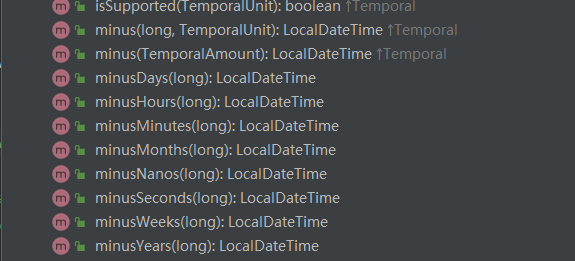 isSupported(TemporalUnit): boolean ↑Temporal
minus(long, TemporalUnit): LocalDateTime ↑Temporal
minus(TemporalAmount): LocalDateTime ↑Temporal
minusDays(long): LocalDateTime
minusHours(long): LocalDateTime
minusMinutes(long): LocalDateTime
minusMonths(long): LocalDateTime
minusNanos(long): LocalDateTime
minusSeconds(long): LocalDateTime
minusWeeks(long): LocalDateTime
minusYears(long): LocalDateTime